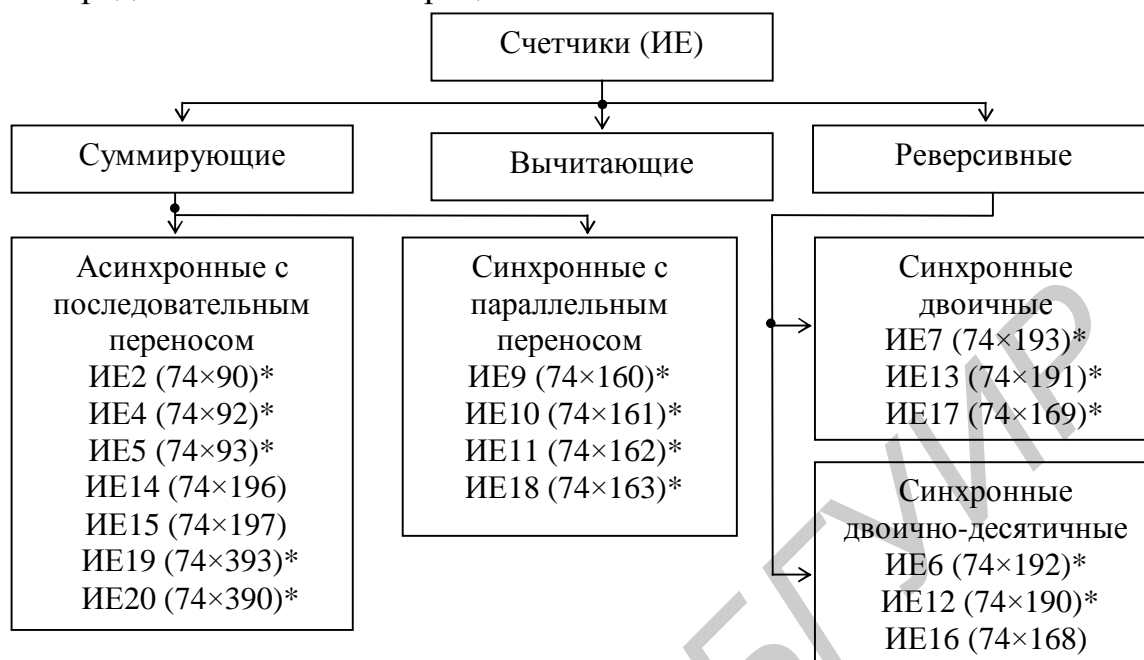 Счетчики (ИЕ)
Суммирующие
Вычитающие
Реверсивные
Асинхронные с
последовательным
переносом
ИЕ2 (74×90)*
ИЕ4 (74×92)*
ИЕ5 (74×93)*
ИЕ14 (74×196)
ИЕ15 (74×197)
ИЕ19 (74×393)*
ИЕ20 (74×390)*
Синхронные с
параллельным
переносом
ИЕ9 (74×160)*
ИЕ10 (74×161)*
ИЕ11 (74×162)*
ИЕ18 (74×163)*
Синхронные
двоичные
ИЕ7 (74×193)*
ИЕ13 (74×191)*
ИЕ17 (74×169)*
Синхронные
двоично-десятичные
ИЕ6 (74×192)*
ИЕ12 (74×190)*
ИЕ16 (74×168)
БГУИР